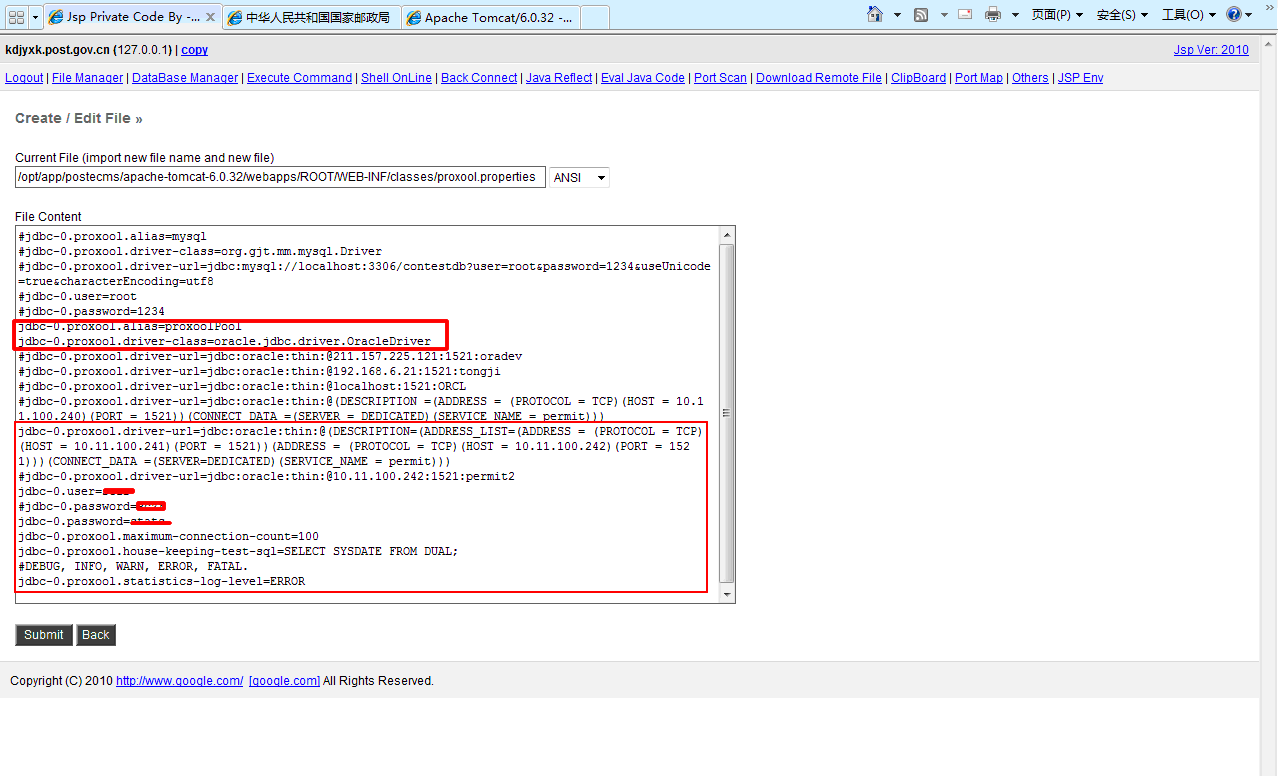 Jsp Private Code By -...
中华人民共和国国家邮政局
Apache Tomcat/6.0.32 -...
页面(P)
安全(S)
工具(O)
kdjyxk.post.gov.cn (127.0.0.1) | copy
Jsp Ver: 2010
Logout | File Manager | DataBase Manager | Execute Command | Shell OnLine | Back Connect | Java Reflect | Eval Java Code | Port Scan | Download Remote File | ClipBoard | Port Map | Others | JSP Env
Create / Edit File »
Current File (import new file name and new file)
/opt/app/postecms/apache-tomcat-6.0.32/webapps/ROOT/WEB-INF/classes/proxool.properties
ANSI
File Content
#jdbc-0.proxool.alias=mysql
#jdbc-0.proxool.driver-class=org.gjt.mm.mysql.Driver
#jdbc-0.proxool.driver-url=jdbc:mysql://localhost:3306/contestdb?user=root&password=1234&useUnicode
=true&characterEncoding=utf8
#jdbc-0.user=root
#jdbc-0.password=1234
jdbc-0.proxool.alias=proxoolPool
jdbc-0.proxool.driver-class=oracle.jdbc.driver.OracleDriver
#jdbc-0.proxool.driver-url=jdbc:oracle:thin:@211.157.225.121:1521:oradev
#jdbc-0.proxool.driver-url=jdbc:oracle:thin:@192.168.6.21:1521:tongji
#jdbc-0.proxool.driver-url=jdbc:oracle:thin:@localhost:1521:ORCL
#jdbc-0.proxool.driver-url=jdbc:oracle:thin:@(DESCRIPTION =(ADDRESS = (PROTOCOL = TCP)(HOST = 10.1
1.100.240)(PORT = 1521))(CONNECT_DATA =(SERVER = DEDICATED)(SERVICE_NAME = permit)))
jdbc-0.proxool.driver-url=jdbc:oracle:thin:@(DESCRIPTION=(ADDRESS_LIST=(ADDRESS = (PROTOCOL = TCP)
(HOST = 10.11.100.241)(PORT = 1521))(ADDRESS = (PROTOCOL = TCP)(HOST = 10.11.100.242)(PORT = 152
1)))(CONNECT_DATA =(SERVER=DEDICATED)(SERVICE_NAME = permit)))
#jdbc-0.proxool.driver-url=jdbc:oracle:thin:@10.11.100.242:1521:permit2
jdbc-0.user=
#jdbc-0.password=
jdbc-0.password=
jdbc-0.proxool.maximum-connection-count=100
jdbc-0.proxool.house-keeping-test-sql=SELECT SYSDATE FROM DUAL;
#DEBUG, INFO, WARN, ERROR, FATAL.
jdbc-0.proxool.statistics-log-level=ERROR
Submit
Back
Copyright (C) 2010 http://www.google.com/ [google.com] All Rights Reserved.